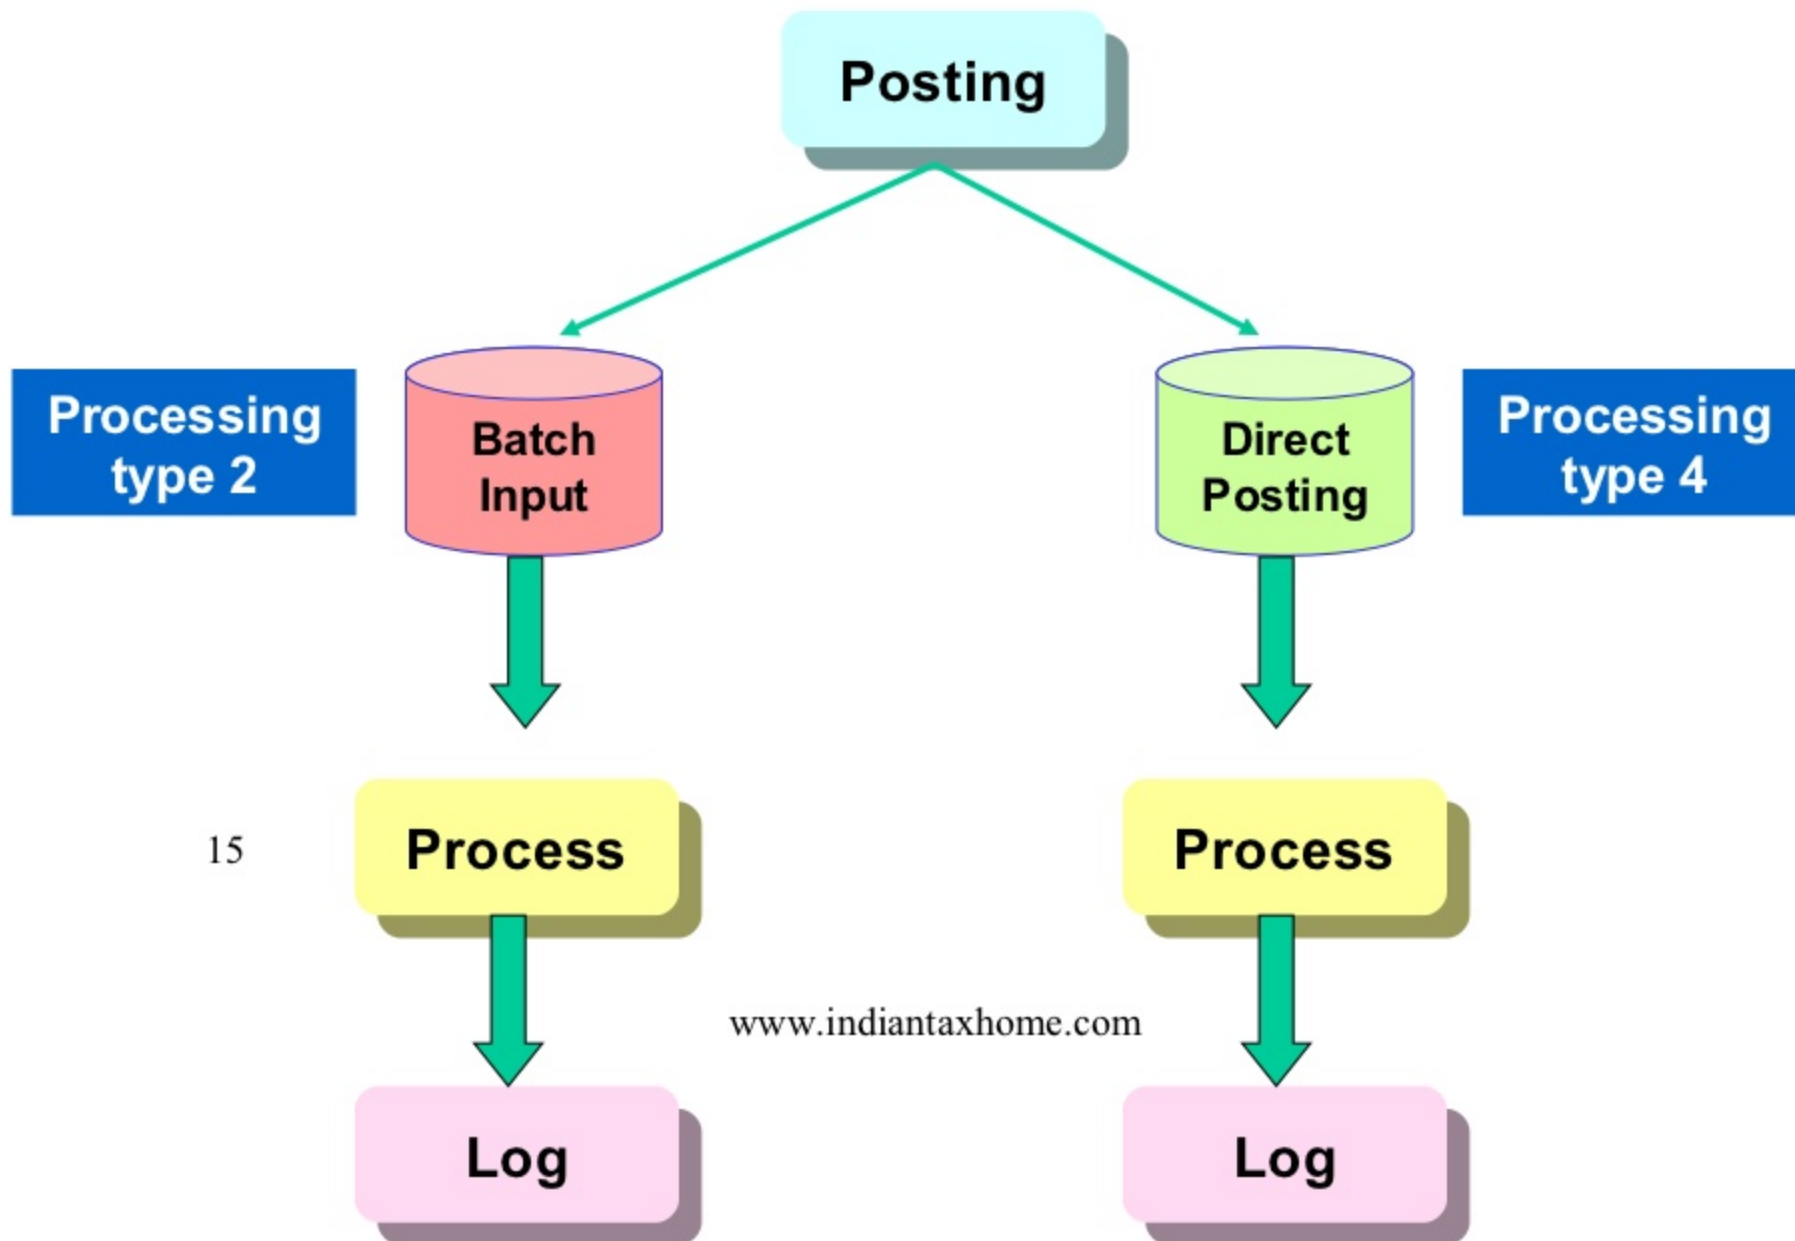 Posting
Processing
type 2
Batch
Input
Direct
Posting
Processing
type 4
15
Process
Process
www.indiantaxhome.com
Log
Log